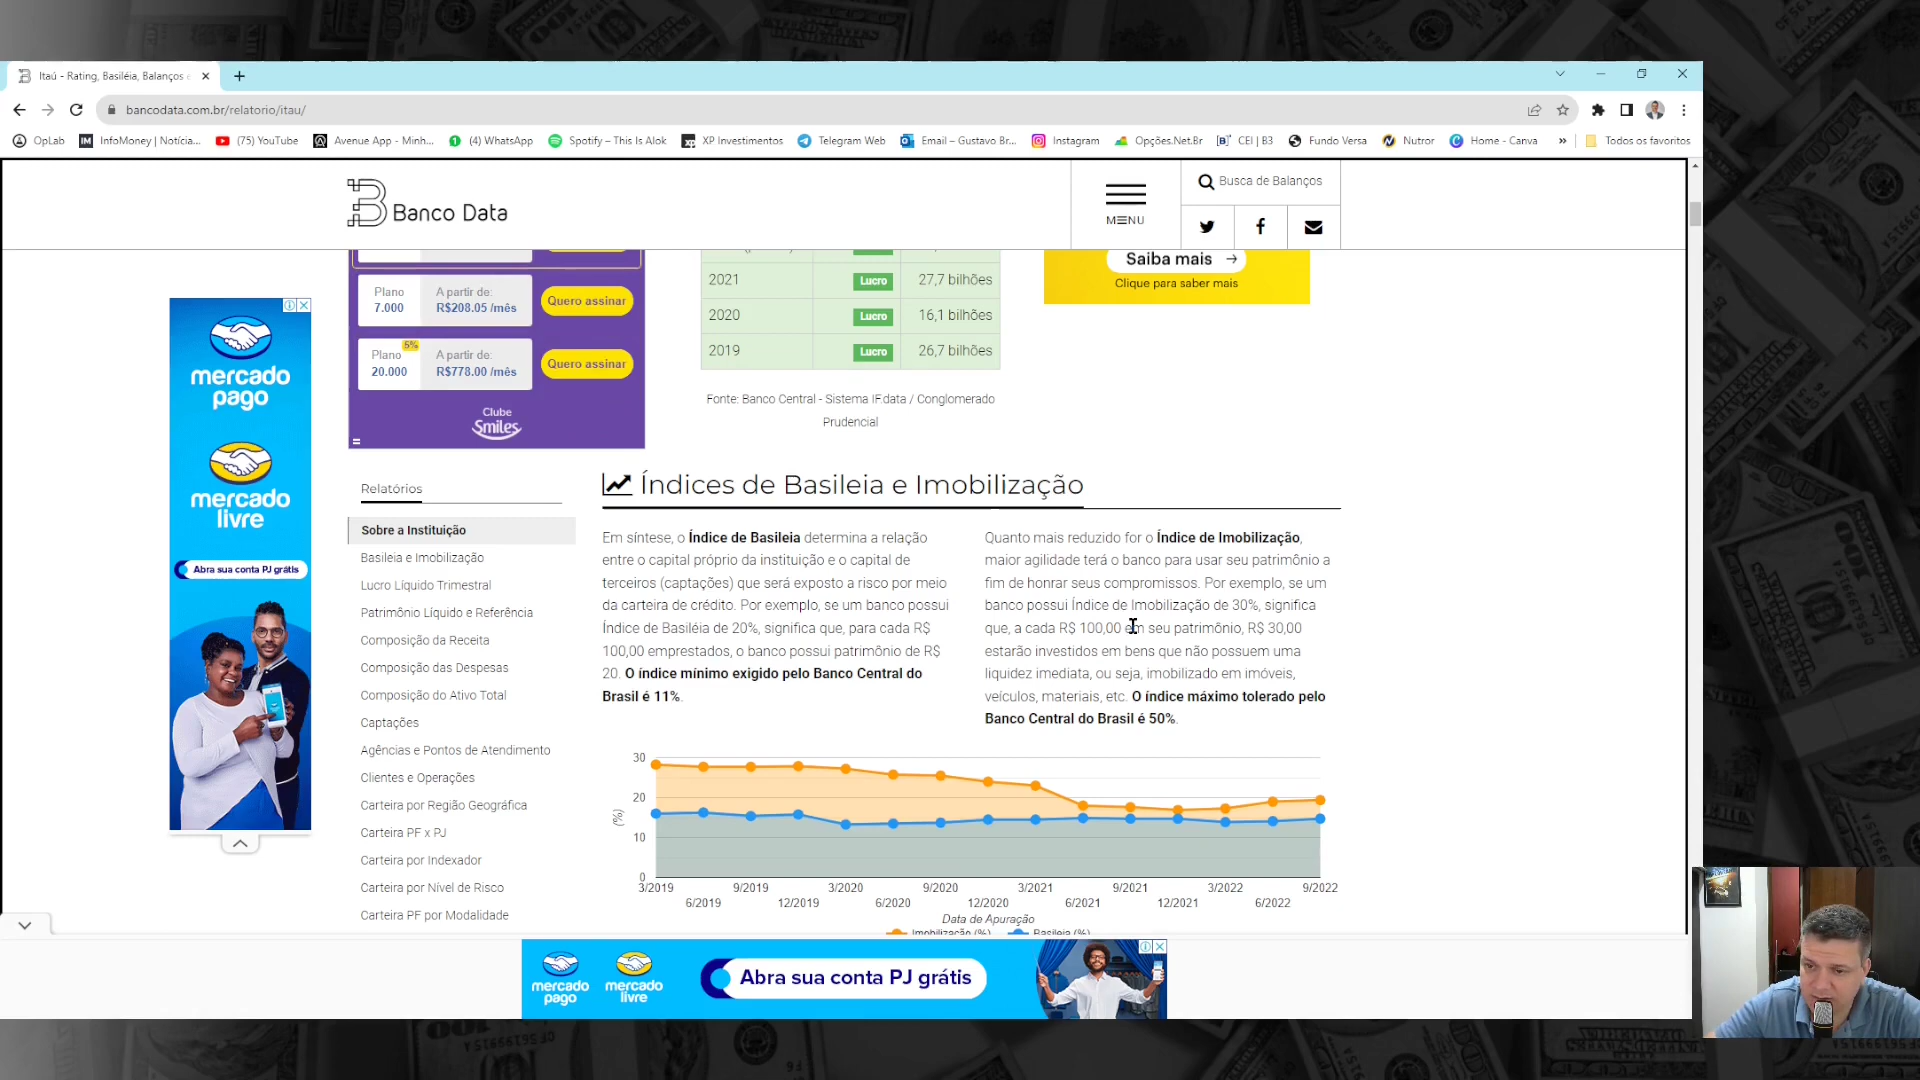 Itaú - Rating, Basiléia, Balanços e
bancodata.com.br/relatorio/itau/
OpLab
InfoMoney | Notícia...
(75) YouTube
Avenue App - Minh...
(4) WhatsApp
Spotify – This Is Alok
XP Investimentos
Telegram Web
Email – Gustavo Br...
Instagram
Opções.Net.Br
CEI | B3
Fundo Versa
Nutror
Home - Canva
»
Todos os favoritos
Banco Data
MENU
Busca de Balanços
Plano
7.000
A partir de:
R$208.05 /mês
Quero assinar
Plano
20.000
5%
A partir de:
R$778.00 /mês
Quero assinar
Clube
Smiles
2021 Lucro 27,7 bilhões
2020 Lucro 16,1 bilhões
2019 Lucro 26,7 bilhões
Fonte: Banco Central - Sistema IF.data / Conglomerado
Prudencial
Saiba mais →
Clique para saber mais
mercado
pago
mercado
livre
Abra sua conta PJ grátis
Relatórios
Sobre a Instituição
Basileia e Imobilização
Lucro Líquido Trimestral
Patrimônio Líquido e Referência
Composição da Receita
Composição das Despesas
Composição do Ativo Total
Captações
Agências e Pontos de Atendimento
Clientes e Operações
Carteira por Região Geográfica
Carteira PF x PJ
Carteira por Indexador
Carteira por Nível de Risco
Carteira PF por Modalidade
Índices de Basileia e Imobilização
Em síntese, o Índice de Basileia determina a relação
entre o capital próprio da instituição e o capital de
terceiros (captações) que será exposto a risco por meio
da carteira de crédito. Por exemplo, se um banco possui
Índice de Basiléia de 20%, significa que, para cada R$
100,00 emprestados, o banco possui patrimônio de R$
20. O índice mínimo exigido pelo Banco Central do
Brasil é 11%.
Quanto mais reduzido for o Índice de Imobilização,
maior agilidade terá o banco para usar seu patrimônio a
fim de honrar seus compromissos. Por exemplo, se um
banco possui Índice de Imobilização de 30%, significa
que, a cada R$ 100,00 em seu patrimônio, R$ 30,00
estarão investidos em bens que não possuem uma
liquidez imediata, ou seja, imobilizado em imóveis,
veículos, materiais, etc. O índice máximo tolerado pelo
Banco Central do Brasil é 50%.
30
20
10
0
(%)
3/2019
6/2019
9/2019
12/2019
3/2020
6/2020
9/2020
12/2020
3/2021
6/2021
9/2021
12/2021
3/2022
6/2022
9/2022
Data de Apuração
Imobilização (%)
Basileia (%)
mercado
pago
mercado
livre
Abra sua conta PJ grátis